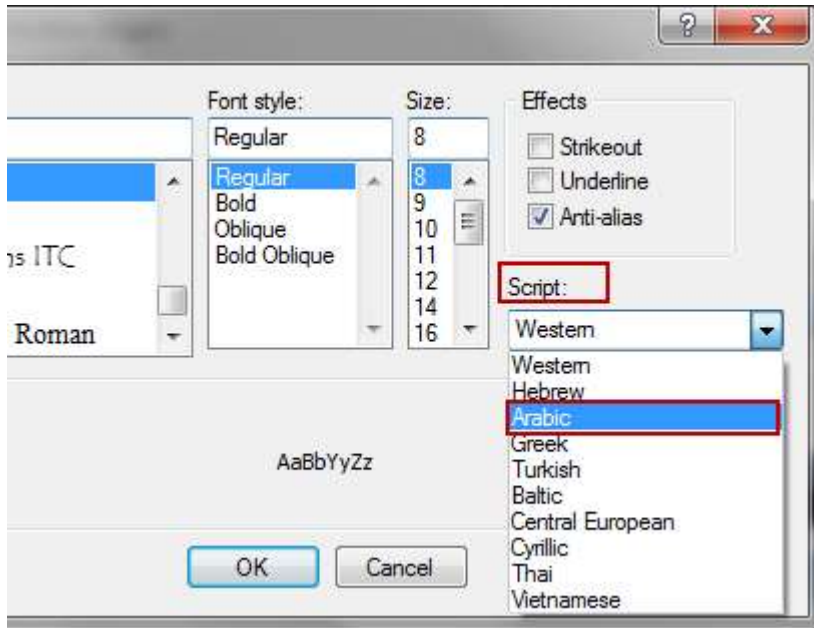 Font style:
Regular
Regular
Bold
Oblique
Bold Oblique
Size:
8
8
9
10
11
12
14
16
Effects
Strikeout
Underline
Anti-alias
ns ITC
Roman
Script:
Western
Western
Hebrew
Arabic
Greek
Turkish
Baltic
Central European
Cyrillic
Thai
Vietnamese
AaBbYyZz
OK
Cancel